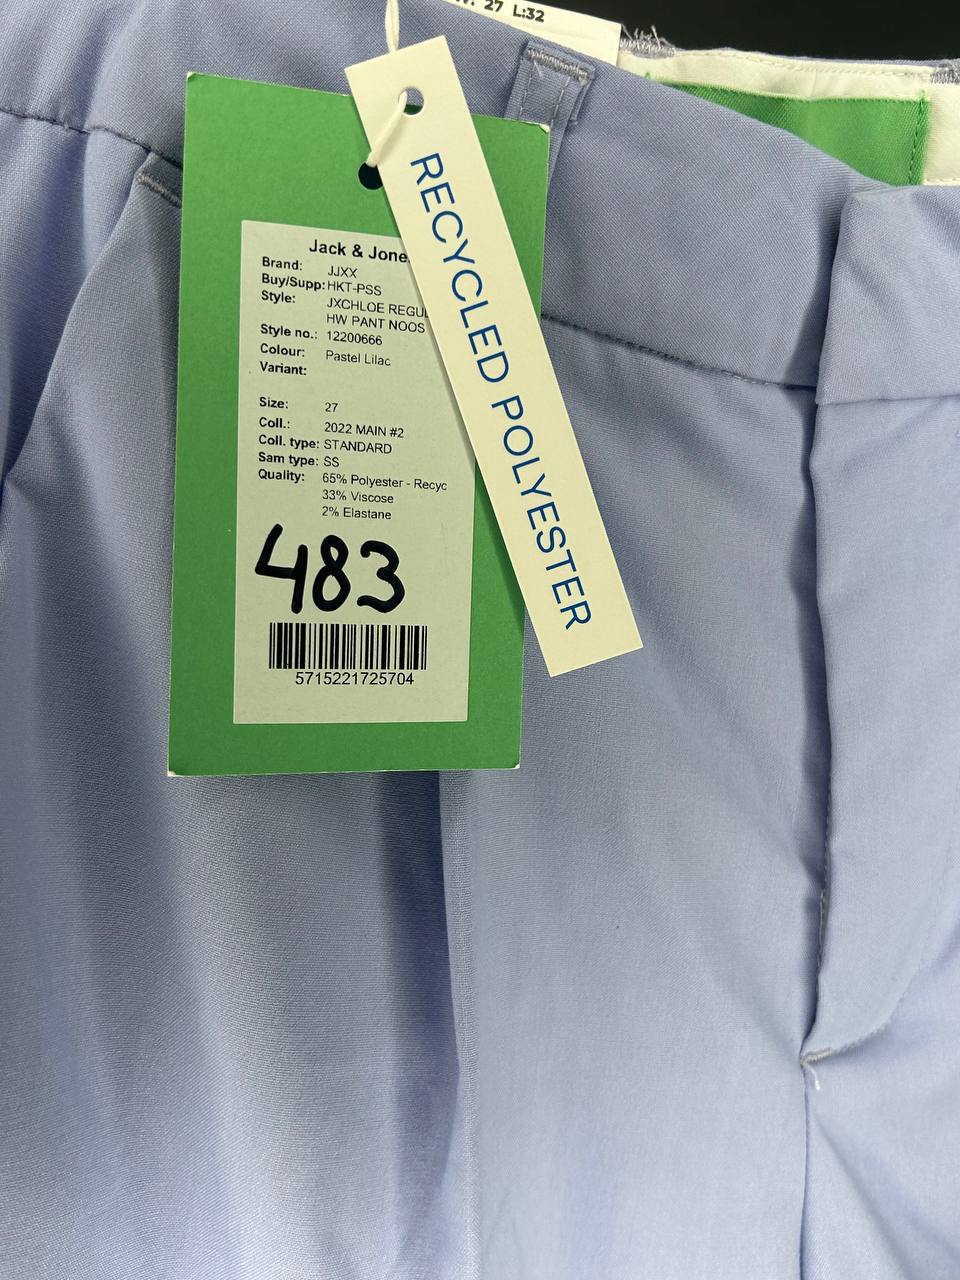 27 L:32
RECYCLED POLYESTER
Jack & Jone
Brand: JJXX
Buy/Supp: HKT-PSS
Style: JXCHLOE REGU
HW PANT NOOS
Style no.: 12200666
Colour: Pastel Lilac
Variant:
Size: 27
Coll.: 2022 MAIN #2
Coll. type: STANDARD
Sam type: SS
Quality: 65% Polyester - Recyc
33% Viscose
2% Elastane
483
5715221725704